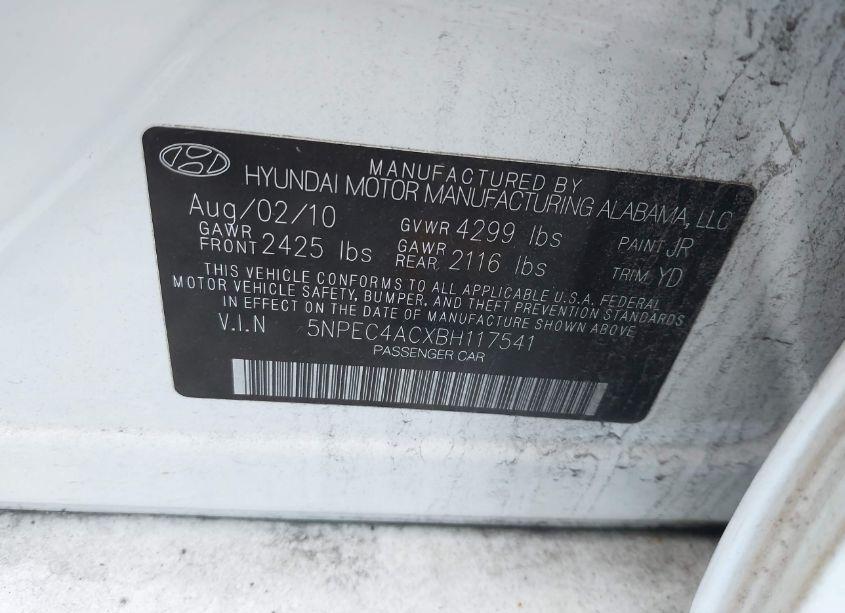 MANUFACTURED BY
HYUNDAI MOTOR MANUFACTURING ALABAMA, LLC
Aug/02/10 GVWR 4299 lbs PAINT JR
GAWR FRONT 2425 lbs GAWR REAR 2116 lbs TRIM YD
THIS VEHICLE CONFORMS TO ALL APPLICABLE U.S.A. FEDERAL
MOTOR VEHICLE SAFETY, BUMPER, AND THEFT PREVENTION STANDARDS
IN EFFECT ON THE DATE OF MANUFACTURE SHOWN ABOVE.
V.I.N 5NPEC4ACXBH117541
PASSENGER CAR